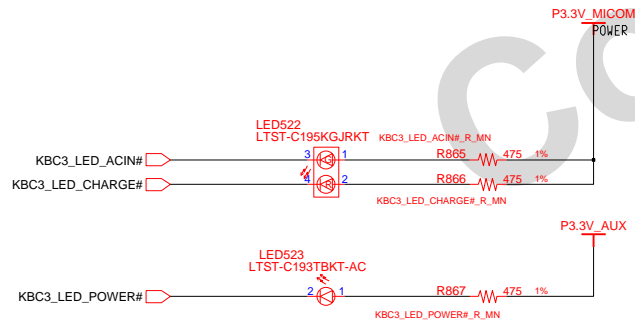 P3.3V_MICOM
POWER
LED522
LTST-C195KGJRKT
KBC3_LED_ACIN#_R_MN
KBC3_LED_ACIN# 3 G 1 R865 475 1%
KBC3_LED_CHARGE# 4 R 2 R866 475 1%
KBC3_LED_CHARGE#_R_MN
P3.3V_AUX
LED523
LTST-C193TBKT-AC
KBC3_LED_POWER# 2 1 R867 475 1%
KBC3_LED_POWER#_R_MN